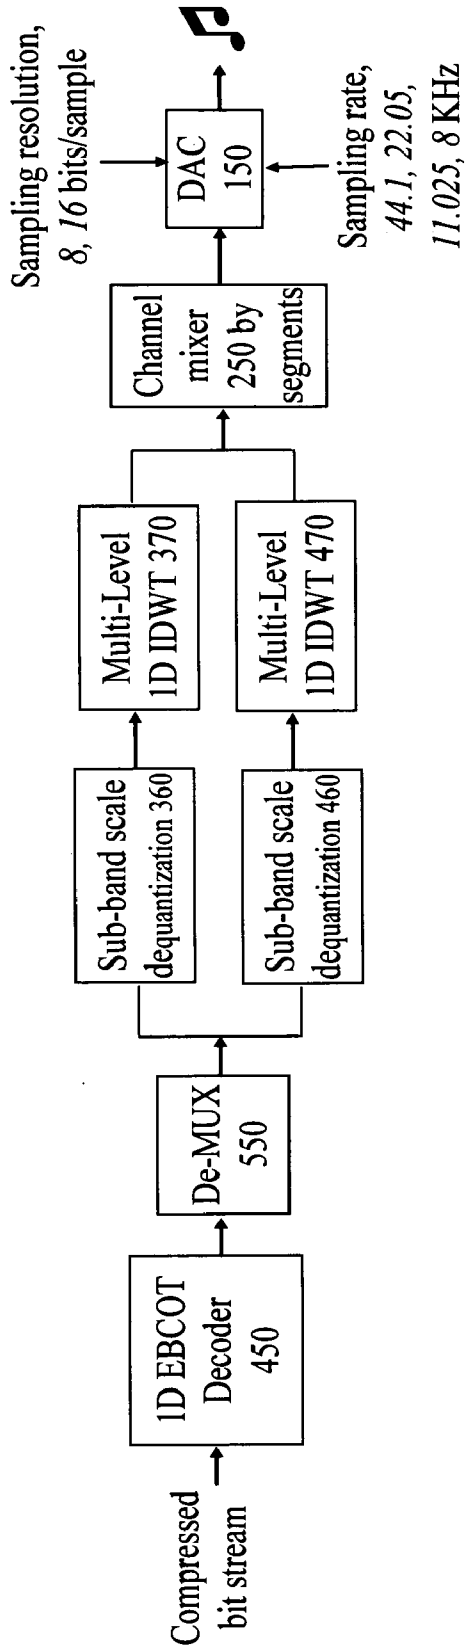 Compressed
bit stream
1D EBCOT
Decoder
450
De-MUX
550
Sub-band scale
dequantization 360
Sub-band scale
dequantization 460
Multi-Level
1D IDWT 370
Multi-Level
1D IDWT 470
Channel
mixer
250 by
segments
Sampling resolution,
8, 16 bits/sample
DAC
150
Sampling rate,
44.1, 22.05,
11.025, 8 KHz